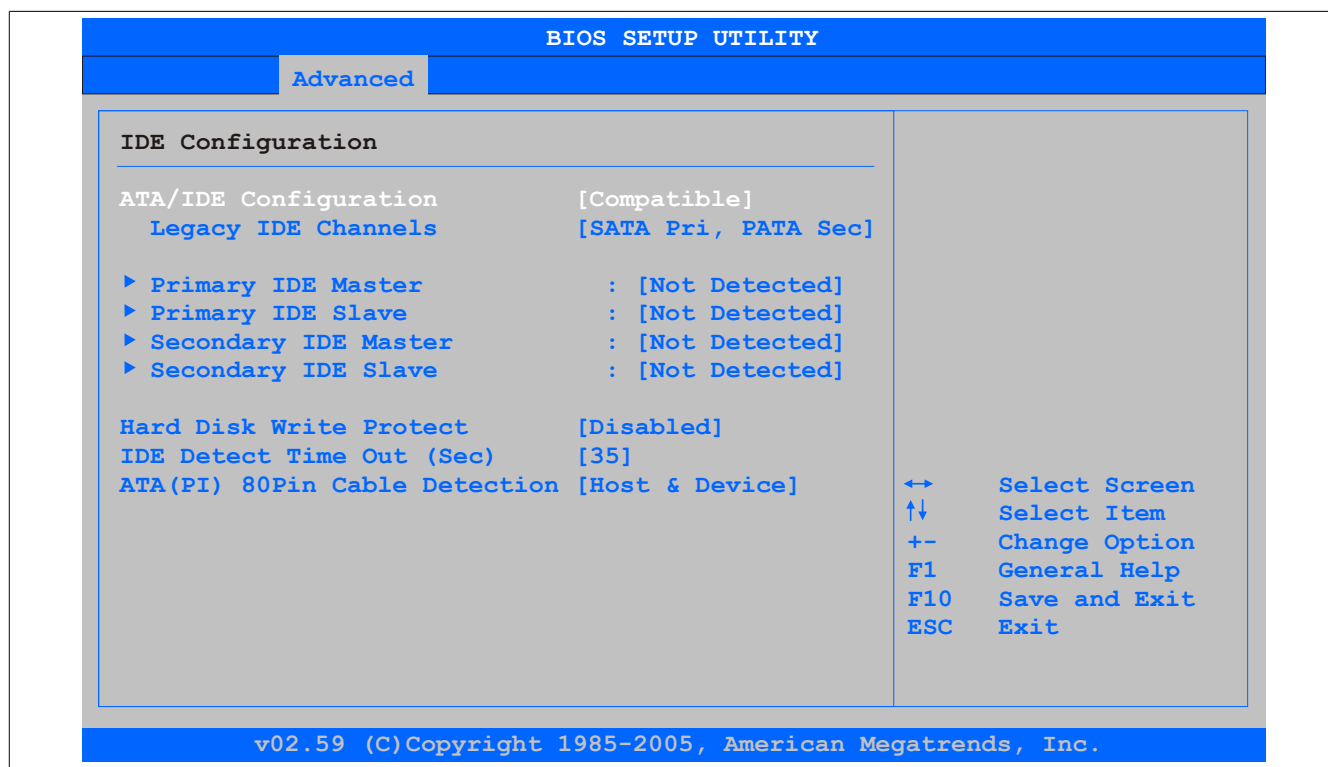 BIOS SETUP UTILITY
Advanced
IDE Configuration
ATA/IDE Configuration [Compatible]
Legacy IDE Channels [SATA Pri, PATA Sec]
Primary IDE Master : [Not Detected]
Primary IDE Slave : [Not Detected]
Secondary IDE Master : [Not Detected]
Secondary IDE Slave : [Not Detected]
Hard Disk Write Protect [Disabled]
IDE Detect Time Out (Sec) [35]
ATA(PI) 80Pin Cable Detection [Host & Device]
↔ Select Screen
↑↓ Select Item
+- Change Option
F1 General Help
F10 Save and Exit
ESC Exit
v02.59 (C)Copyright 1985-2005, American Megatrends, Inc.